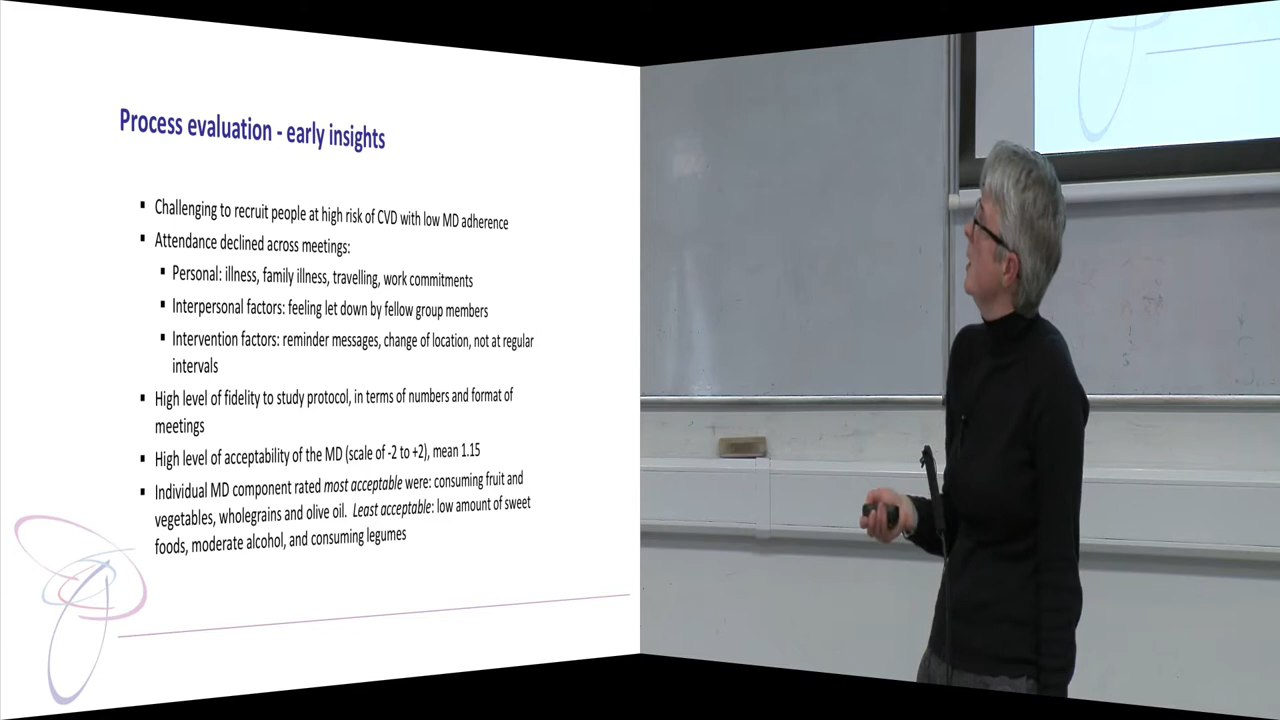 Process evaluation - early insights
▪ Challenging to recruit people at high risk of CVD with low MD adherence
▪ Attendance declined across meetings:
▪ Personal: illness, family illness, travelling, work commitments
▪ Interpersonal factors: feeling let down by fellow group members
▪ Intervention factors: reminder messages, change of location, not at regular
intervals
▪ High level of fidelity to study protocol, in terms of numbers and format of
meetings
▪ High level of acceptability of the MD (scale of -2 to +2), mean 1.15
▪ Individual MD component rated most acceptable were: consuming fruit and
vegetables, wholegrains and olive oil. Least acceptable: low amount of sweet
foods, moderate alcohol, and consuming legumes